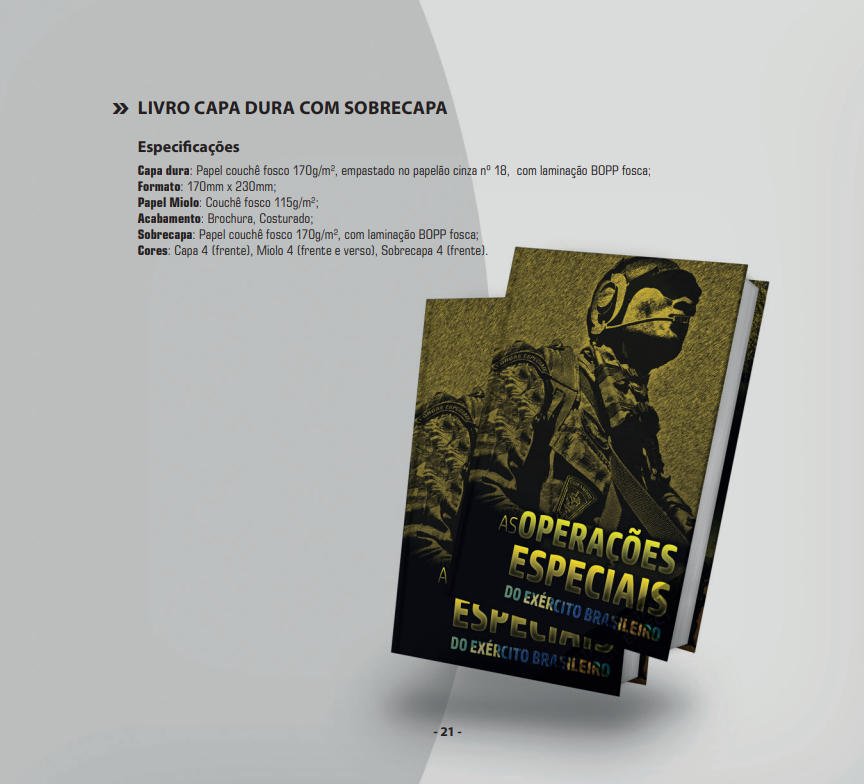 » LIVRO CAPA DURA COM SOBRECAPA
Especificações
Capa dura: Papel couchê fosco 170g/m², empastado no papelão cinza nº 18, com laminação BOPP fosca;
Formato: 170mm x 230mm;
Papel Miolo: Couchê fosco 115g/m²;
Acabamento: Brochura, Costurado;
Sobrecapa: Papel couchê fosco 170g/m², com laminação BOPP fosca;
Cores: Capa 4 (frente), Miolo 4 (frente e verso), Sobrecapa 4 (frente).
AS OPERAÇÕES
ESPECIAIS
DO EXÉRCITO BRASILEIRO
A
ESPECIAIS
DO EXÉRCITO BRASILEIRO
- 21 -